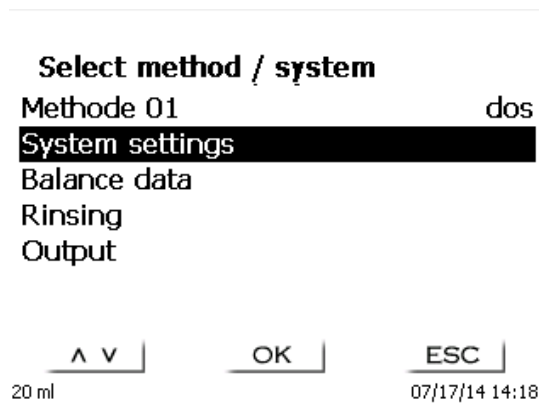 Select method / system
Methode 01 dos
System settings
Balance data
Rinsing
Output
∧ ∨ OK ESC
20 ml 07/17/14 14:18